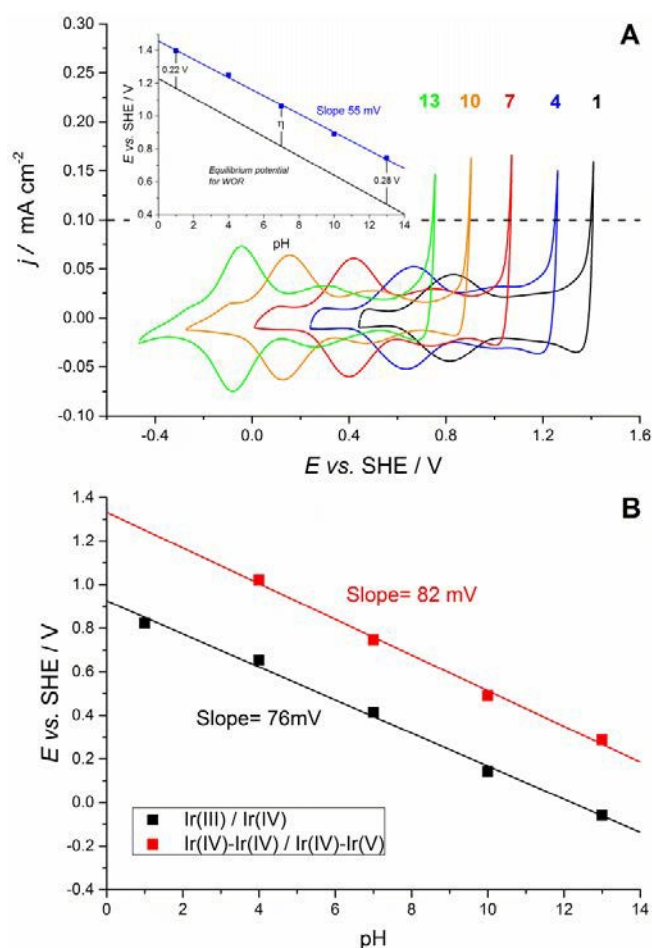 A
0.30
0.25
0.20
0.15
0.10
0.05
0.00
-0.05
-0.10
j / mA cm-2
-0.4 0.0 0.4 0.8 1.2 1.6
E vs. SHE / V
13 10 7 4 1
1.4
1.2
1.0
0.8
0.6
0.4
E vs. SHE / V
0.22 V
Slope 55 mV
η
Equilibrium potential
for WOR
0.28 V
0 2 4 6 8 10 12 14
pH
B
1.4
1.2
1.0
0.8
0.6
0.4
0.2
0.0
-0.2
-0.4
E vs. SHE / V
Slope= 82 mV
Slope= 76mV
Ir(III) / Ir(IV)
Ir(IV)-Ir(IV) / Ir(IV)-Ir(V)
0 2 4 6 8 10 12 14
pH